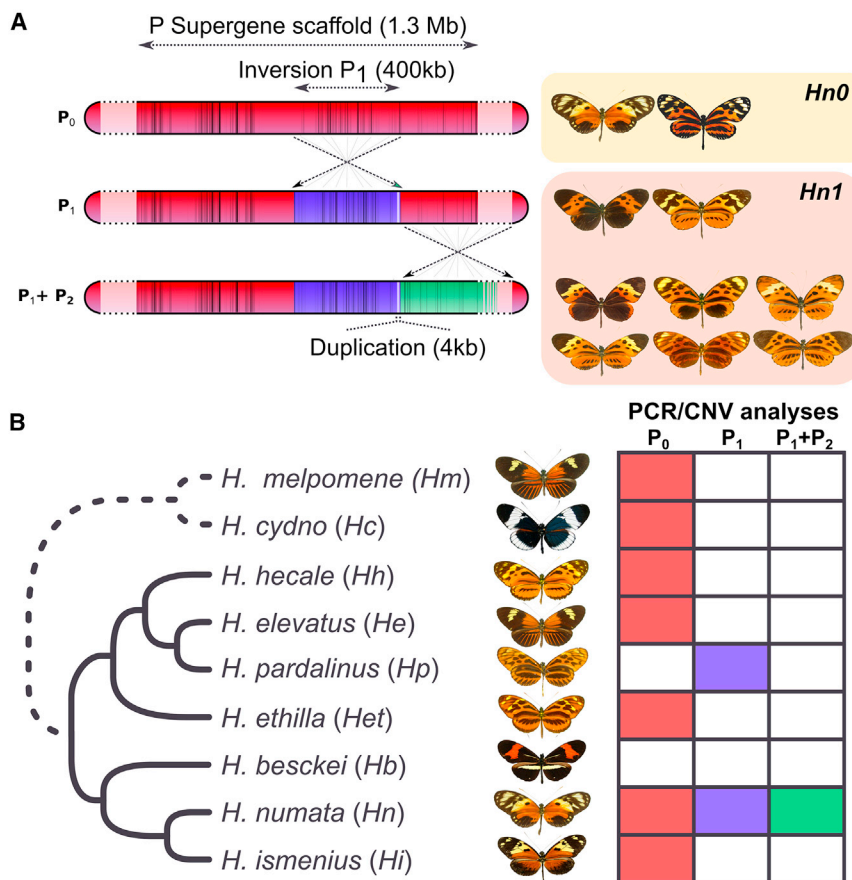 A
P Supergene scaffold (1.3 Mb)
Inversion P1 (400kb)
P0
Hn0
P1
Hn1
P1+ P2
Duplication (4kb)
B
PCR/CNV analyses
P0 P1 P1+P2
H. melpomene (Hm)
H. cydno (Hc)
H. hecale (Hh)
H. elevatus (He)
H. pardalinus (Hp)
H. ethilla (Het)
H. besckei (Hb)
H. numata (Hn)
H. ismenius (Hi)